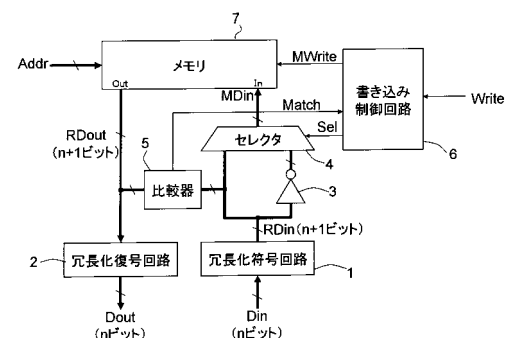 7
Addr
メモリ
Out
In
MWrite
書き込み
制御回路
Write
MDin
Match
RDout
(n+1ビット)
5
セレクタ
Sel
4
6
比較器
3
RDin(n+1ビット)
2
冗長化復号回路
冗長化符号回路
1
Dout
(nビット)
Din
(nビット)